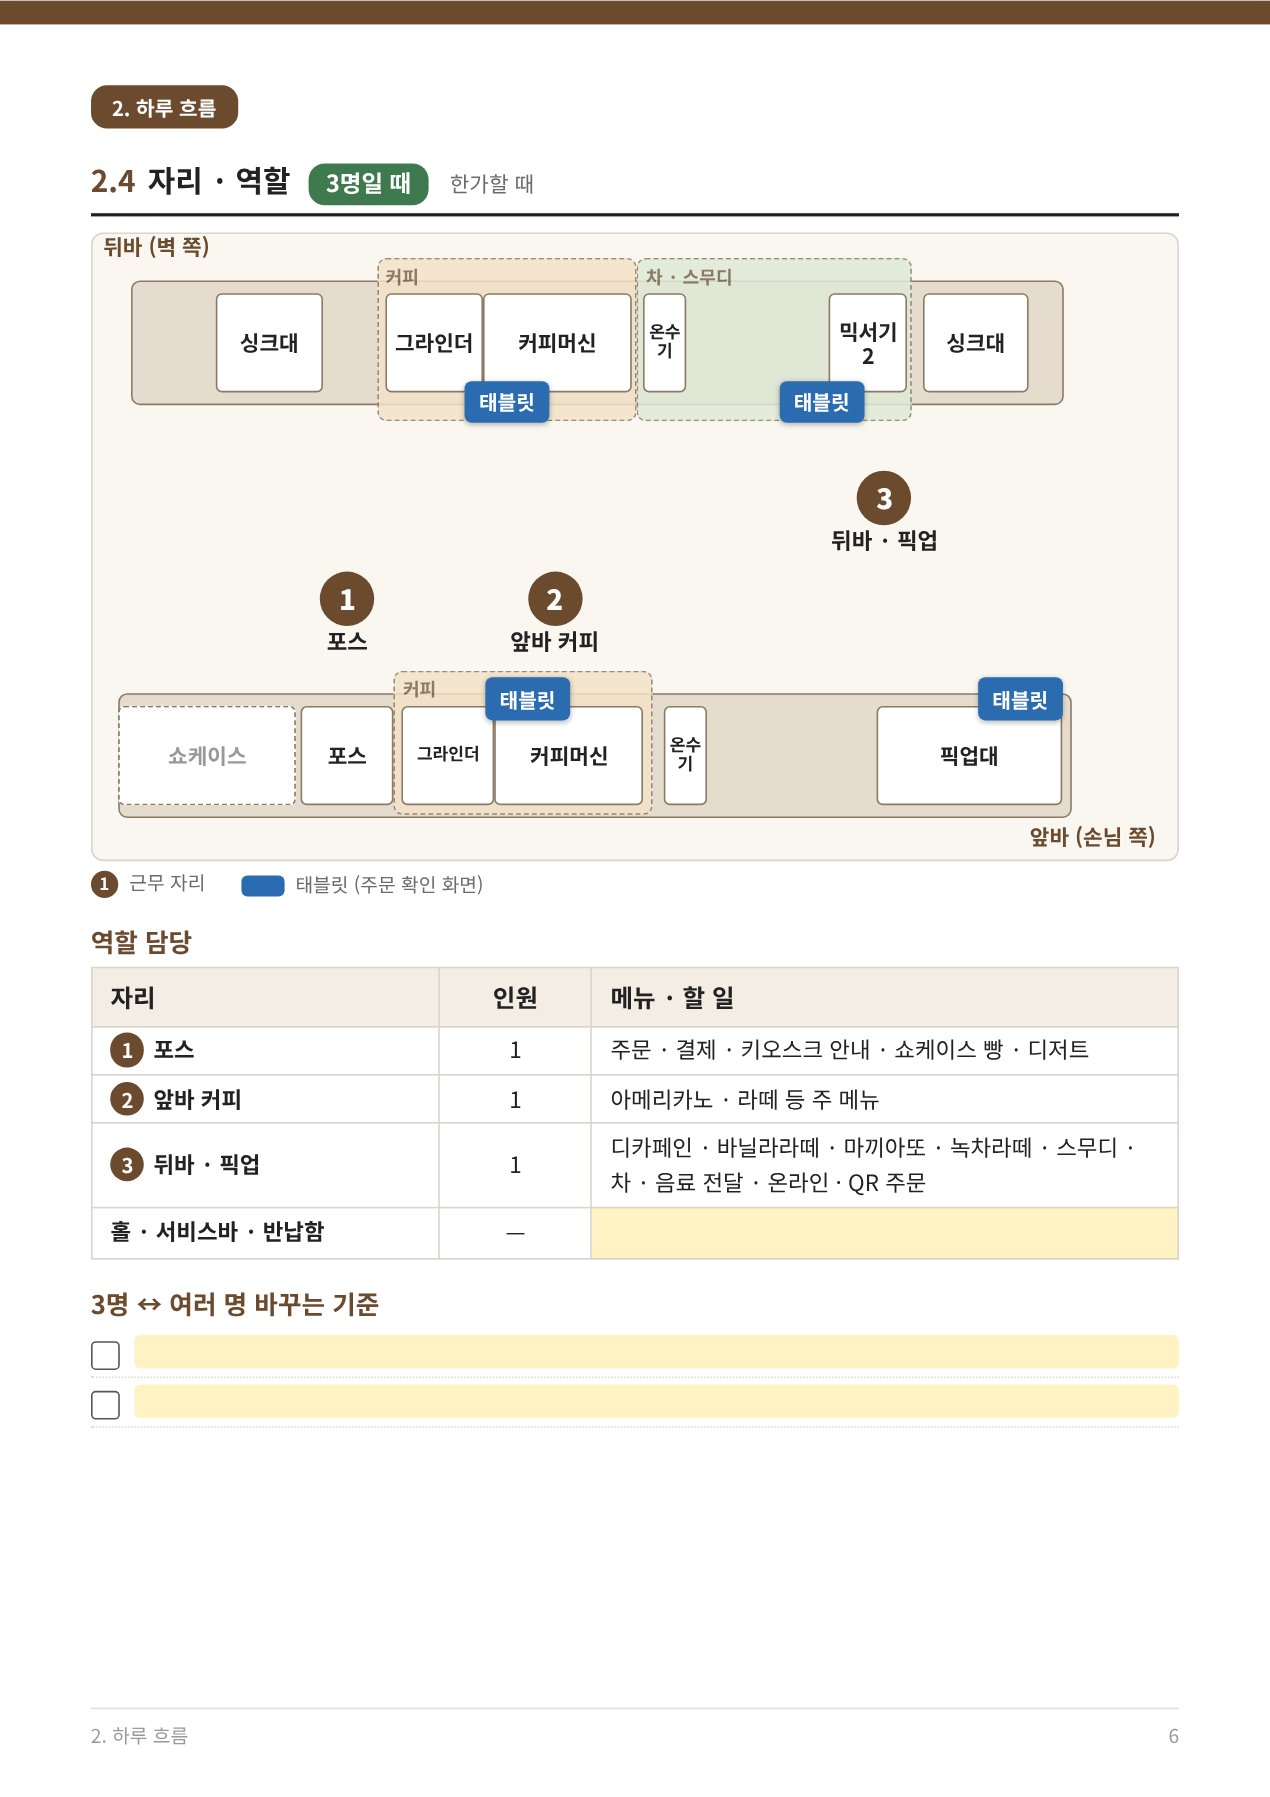 2. 하루 흐름
2.4 자리 · 역할 3명일 때 한가할 때
뒤바 (벽 쪽)
커피
차 · 스무디
싱크대
그라인더
커피머신
온수
기
믹서기
2
싱크대
태블릿
태블릿
3
뒤바 · 픽업
1
포스
2
앞바 커피
커피
태블릿
태블릿
쇼케이스
포스
그라인더
커피머신
온수
기
픽업대
앞바 (손님 쪽)
1 근무 자리 태블릿 (주문 확인 화면)
역할 담당
자리 인원 메뉴 · 할 일
1 포스 1 주문 · 결제 · 키오스크 안내 · 쇼케이스 빵 · 디저트
2 앞바 커피 1 아메리카노 · 라떼 등 주 메뉴
3 뒤바 · 픽업 1 디카페인 · 바닐라라떼 · 마끼아또 · 녹차라떼 · 스무디 ·
차 · 음료 전달 · 온라인 · QR 주문
홀 · 서비스바 · 반납함 —
3명 ↔ 여러 명 바꾸는 기준
2. 하루 흐름 6